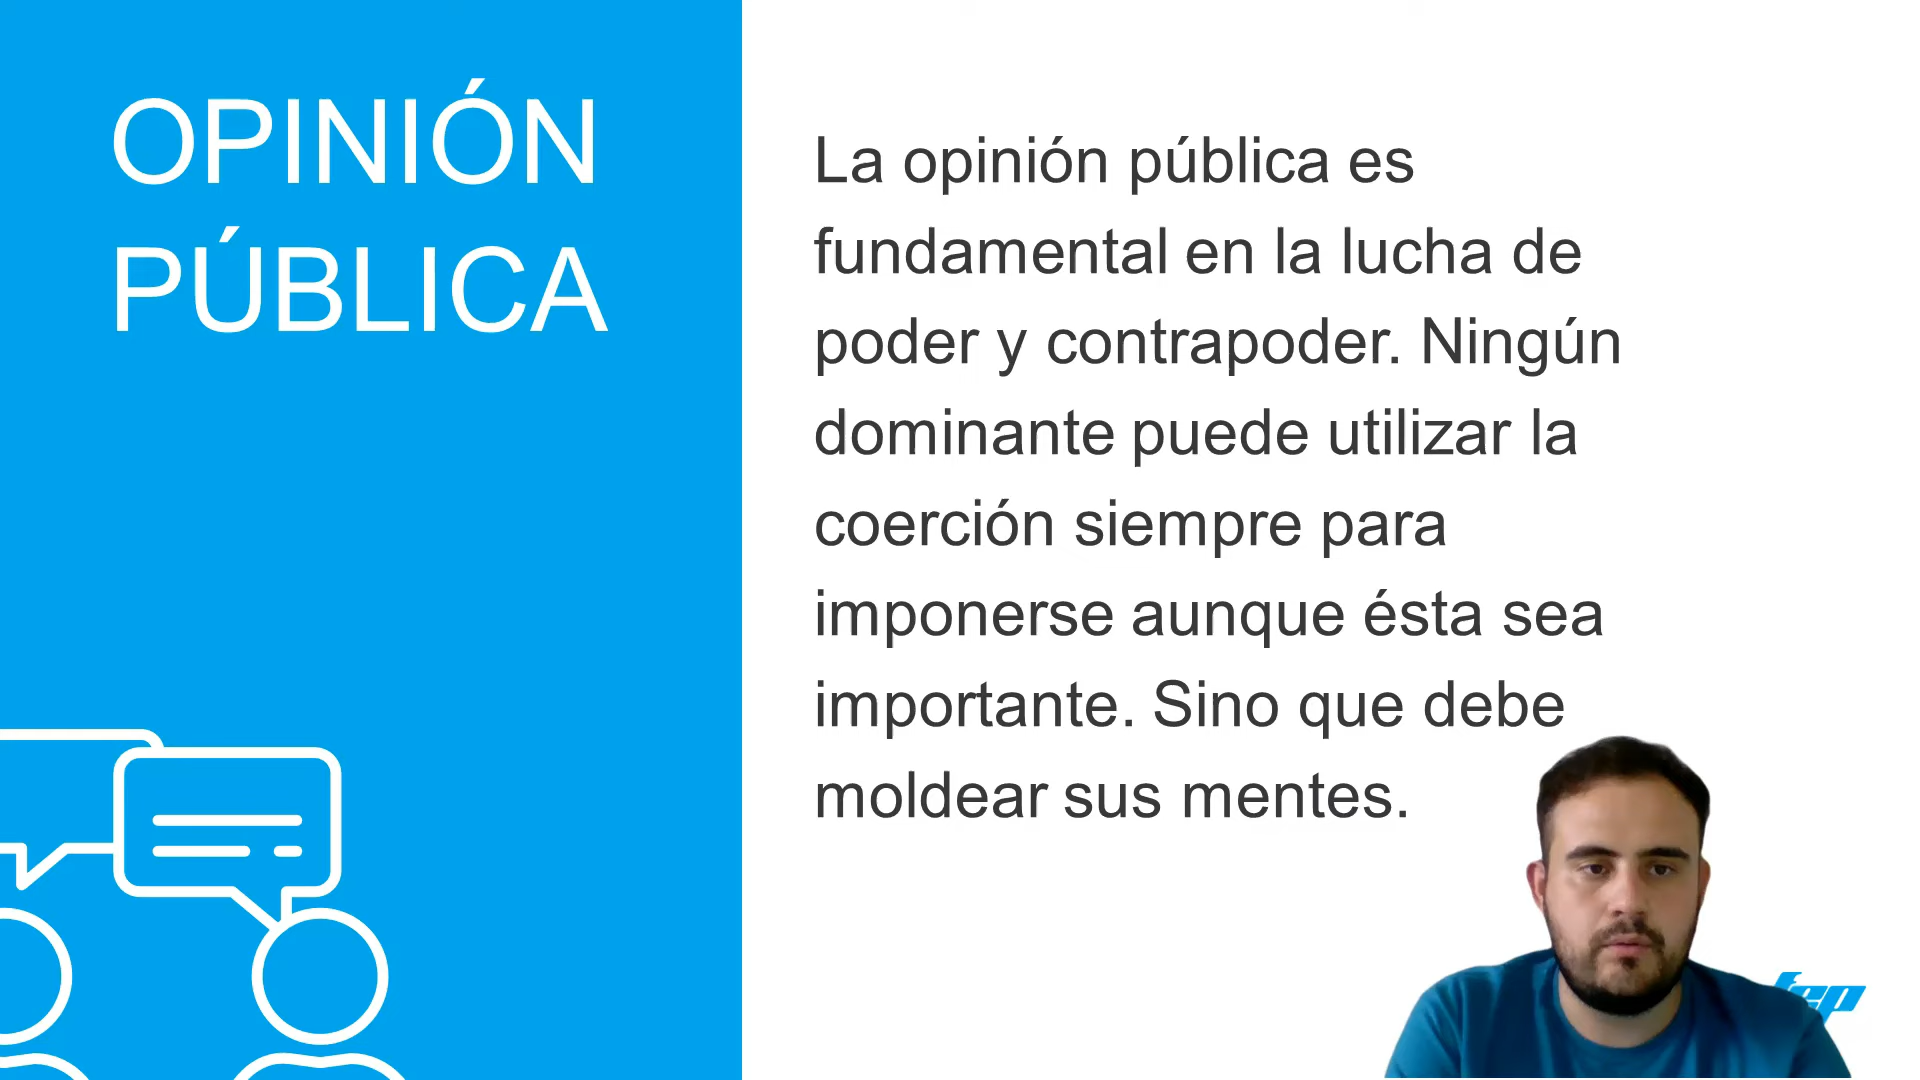 OPINIÓN
PÚBLICA
La opinión pública es
fundamental en la lucha de
poder y contrapoder. Ningún
dominante puede utilizar la
coerción siempre para
imponerse aunque ésta sea
importante. Sino que debe
moldear sus mentes.
fep